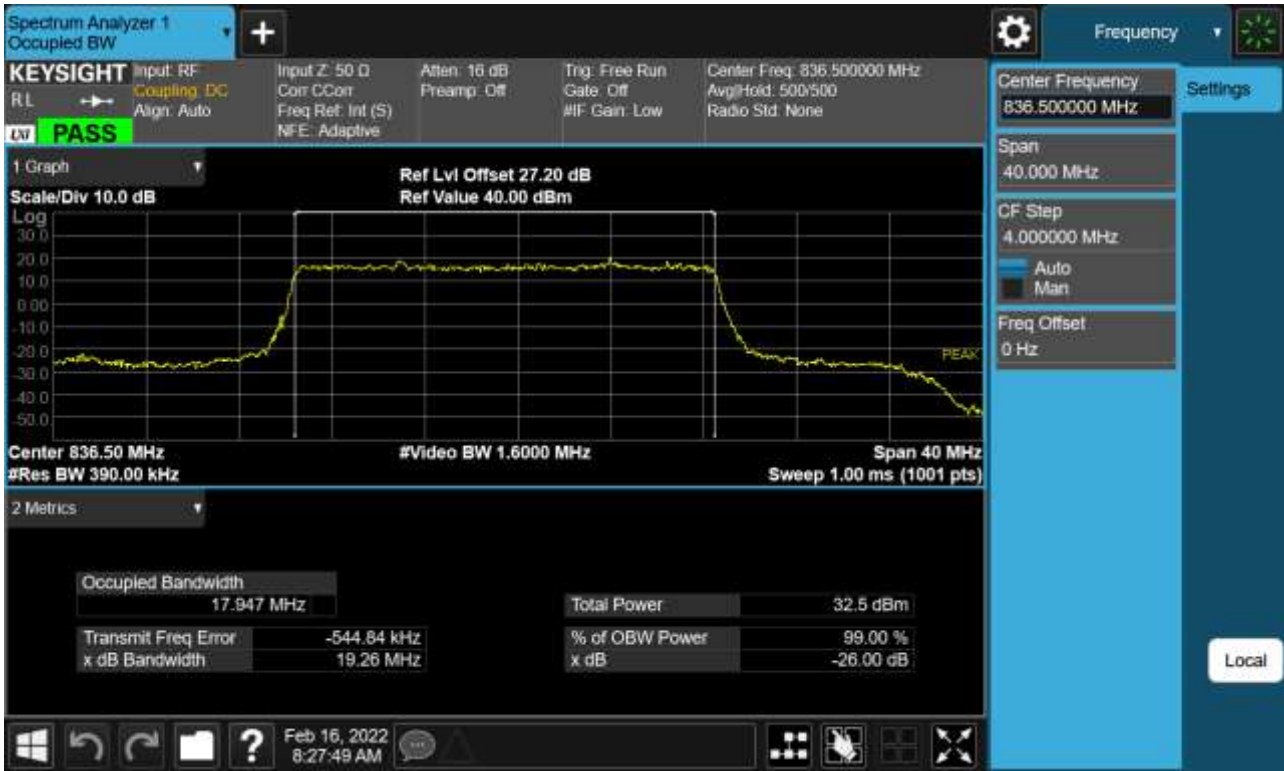 Spectrum Analyzer 1
Occupied BW
+
Frequency
KEYSIGHT Input: RF
RL
Coupling: DC
Align: Auto
PASS
Input Z: 50 Ω
Corr CCorr
Freq Ref: Int (S)
NFE: Adaptive
Atten: 16 dB
Preamp: Off
Trig: Free Run
Gate: Off
#IF Gain: Low
Center Freq: 836.500000 MHz
Avg|Hold: 500/500
Radio Std: None
Center Frequency
836.500000 MHz
Settings
Span
40.000 MHz
CF Step
4.000000 MHz
Auto
Man
Freq Offset
0 Hz
Local
1 Graph
Scale/Div 10.0 dB
Ref Lvl Offset 27.20 dB
Ref Value 40.00 dBm
Log
30.0
20.0
10.0
0.00
-10.0
-20.0
-30.0
-40.0
-50.0
PEAK
Center 836.50 MHz
#Video BW 1.6000 MHz
Span 40 MHz
#Res BW 390.00 kHz
Sweep 1.00 ms (1001 pts)
2 Metrics
Occupied Bandwidth
17.947 MHz
Total Power 32.5 dBm
Transmit Freq Error -544.84 kHz
% of OBW Power 99.00 %
x dB Bandwidth 19.26 MHz
x dB -26.00 dB
?
Feb 16, 2022
8:27:49 AM